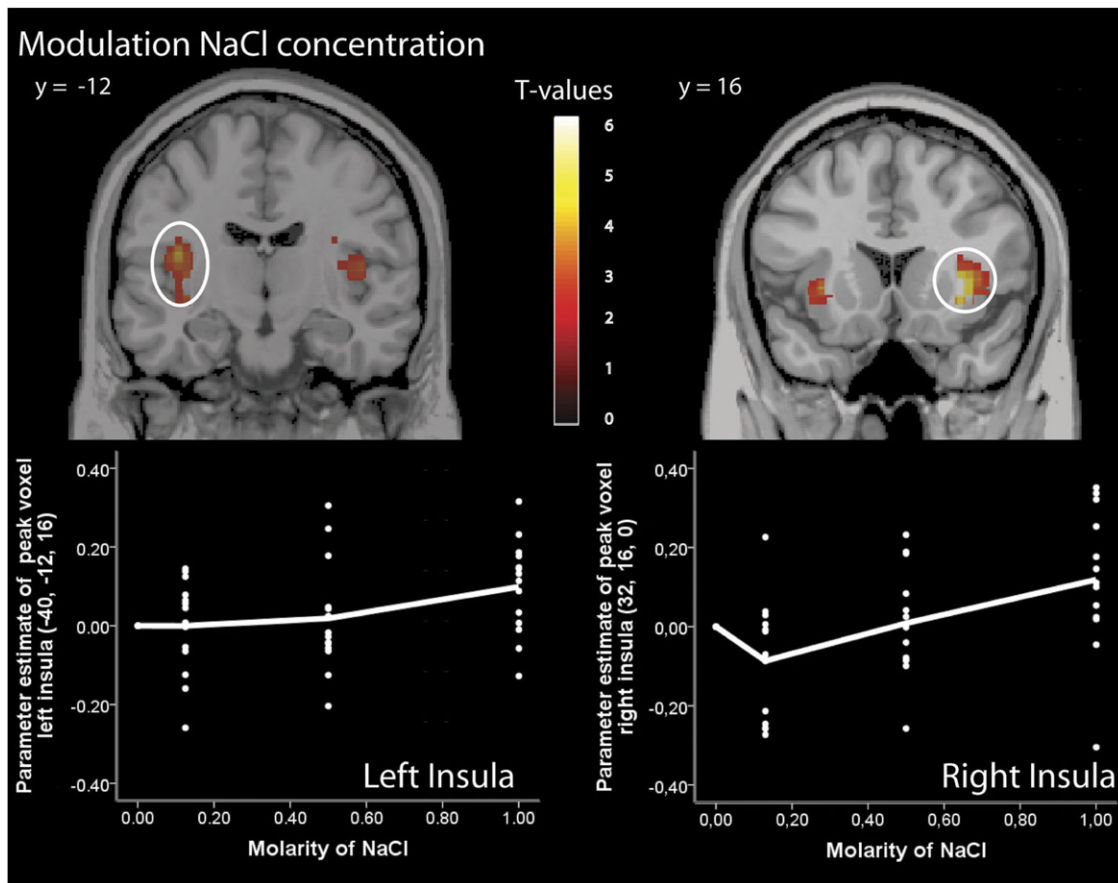 Modulation NaCl concentration
y = -12
T-values
y = 16
6
5
4
3
2
1
0
Parameter estimate of peak voxel
left insula (-40, -12, 16)
0.40
0.20
0.00
-0.20
-0.40
Left Insula
0.00 0.20 0.40 0.60 0.80 1.00
Molarity of NaCl
Parameter estimate of peak voxel
right insula (32, 16, 0)
0,40
0,20
0,00
-0,20
-0,40
Right Insula
0,00 0,20 0,40 0,60 0,80 1,00
Molarity of NaCl